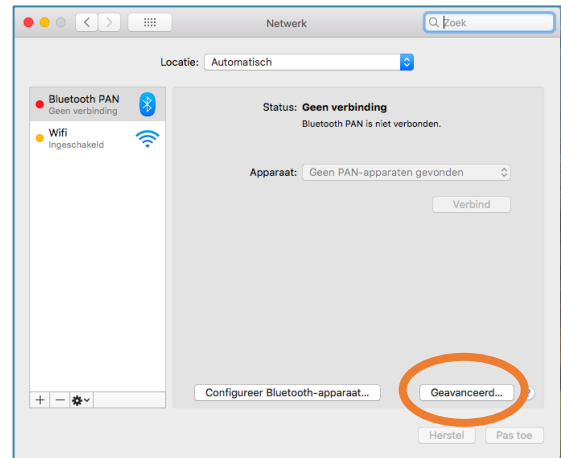 Netwerk
Zoek
Locatie: Automatisch
Bluetooth PAN
Geen verbinding
Wifi
Ingeschakeld
Status: Geen verbinding
Bluetooth PAN is niet verbonden.
Apparaat: Geen PAN-apparaten gevonden
Verbind
Configureer Bluetooth-apparaat... Geavanceerd... ?
+ −
Herstel Pas toe